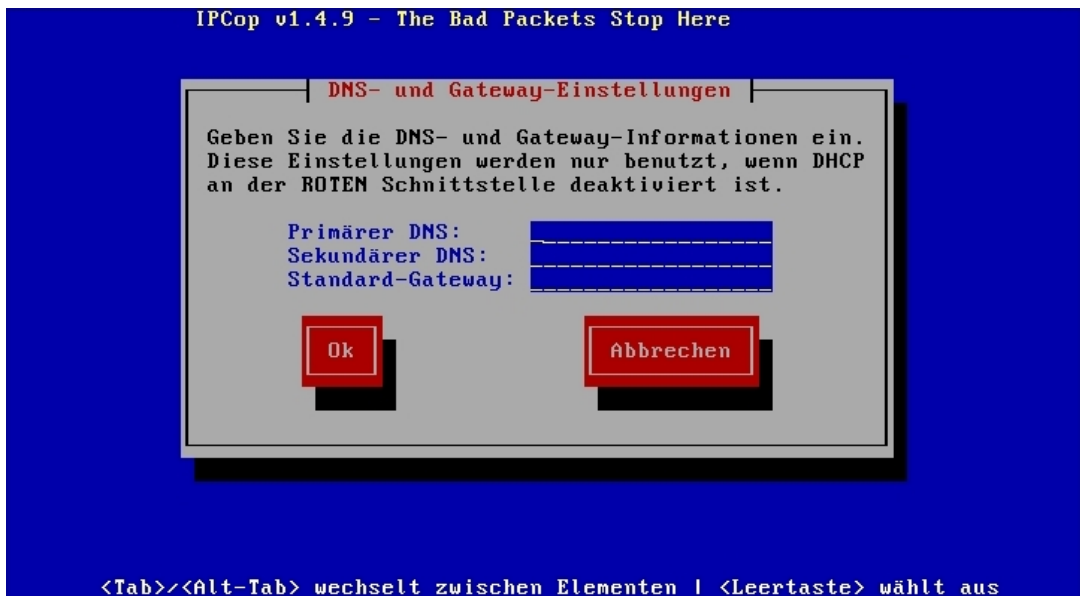 IPCop v1.4.9 - The Bad Packets Stop Here
DNS- und Gateway-Einstellungen
Geben Sie die DNS- und Gateway-Informationen ein.
Diese Einstellungen werden nur benutzt, wenn DHCP
an der ROTEN Schnittstelle deaktiviert ist.
Primärer DNS:
Sekundärer DNS:
Standard-Gateway:
Ok Abbrechen
<Tab>/<Alt-Tab> wechselt zwischen Elementen | <Leertaste> wählt aus